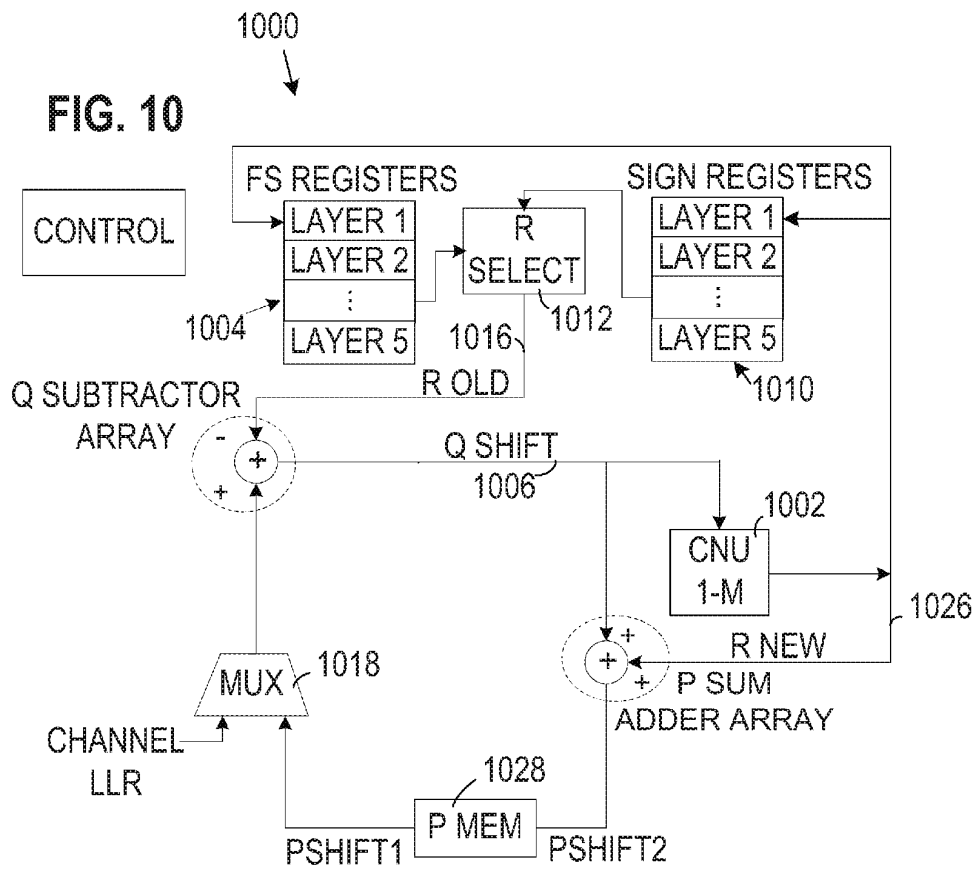 1000
FIG. 10
CONTROL
FS REGISTERS
LAYER 1
LAYER 2
⋮
LAYER 5
1004
R
SELECT
1012
SIGN REGISTERS
LAYER 1
LAYER 2
⋮
LAYER 5
1010
1016
R OLD
Q SUBTRACTOR
ARRAY
-
+
+
Q SHIFT
1006
1002
CNU
1-M
1026
R NEW
+
+
+
P SUM
ADDER ARRAY
MUX
1018
CHANNEL
LLR
1028
P MEM
PSHIFT1
PSHIFT2